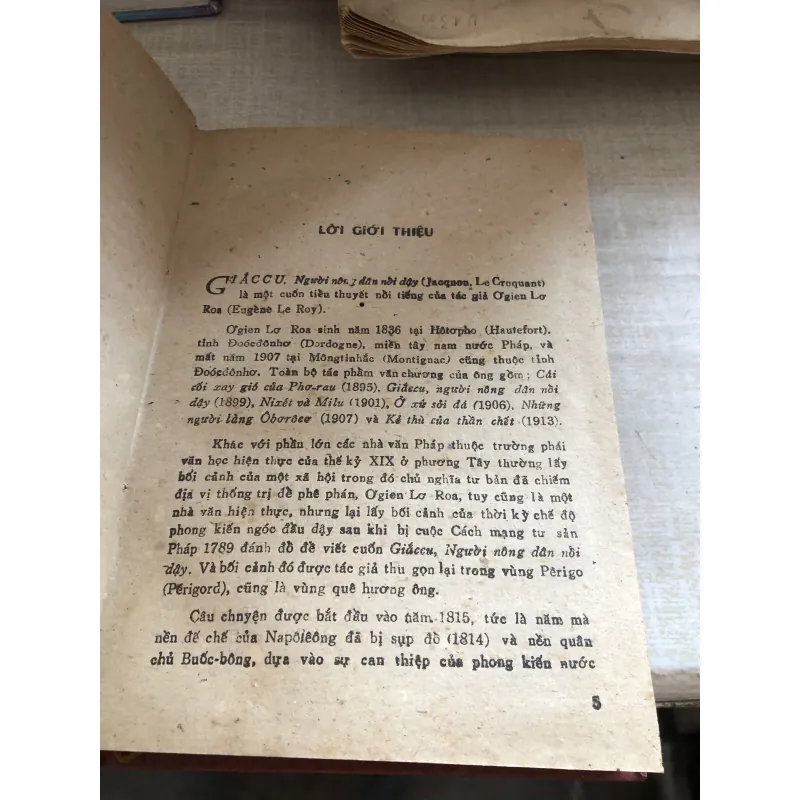 LỜI GIỚI THIỆU
GIẮCCU, Người nông dân nổi dậy (Jacqnou, Le Croquant)
là một cuốn tiểu thuyết nổi tiếng của tác giả Ơgien Lơ
Roa (Eugène Le Roy).
Ơgien Lơ Roa sinh năm 1836 tại Hôtơpho (Hautefort),
tỉnh Đoócđônhơ (Dordogne), miền tây nam nước Pháp, và
mất năm 1907 tại Môngtinhắc (Montignac) cũng thuộc tỉnh
Đoócđônhơ. Toàn bộ tác phẩm văn chương của ông gồm : Cái
cối xay gió của Phơ-rau (1895). Giắccu, người nông dân nổi
dậy (1899), Nixét và Milu (1901), Ở xứ sỏi đá (1906). Những
người làng Ôbơrôcơ (1907) và Kẻ thù của thần chết (1913).
Khác với phần lớn các nhà văn Pháp thuộc trường phái
văn học hiện thực của thế kỷ XIX ở phương Tây thường lấy
bối cảnh của một xã hội trong đó chủ nghĩa tư bản đã chiếm
địa vị thống trị để phê phán, Ơgien Lơ Roa, tuy cũng là một
nhà văn hiện thực, nhưng lại lấy bối cảnh của thời kỳ chế độ
phong kiến ngóc đầu dậy sau khi bị cuộc Cách mạng tư sản
Pháp 1789 đánh đổ để viết cuốn Giắccu, Người nông dân nổi
dậy. Và bối cảnh đó được tác giả thu gọn lại trong vùng Pêrigo
(Périgord), cũng là vùng quê hương ông.
Câu chnyện được bắt đầu vào năm 1815, tức là năm mà
nền đế chế của Napôlêông đã bị sụp đổ (1814) và nền quân
chủ Buốc-bông, dựa vào sự can thiệp của phong kiến nước
5